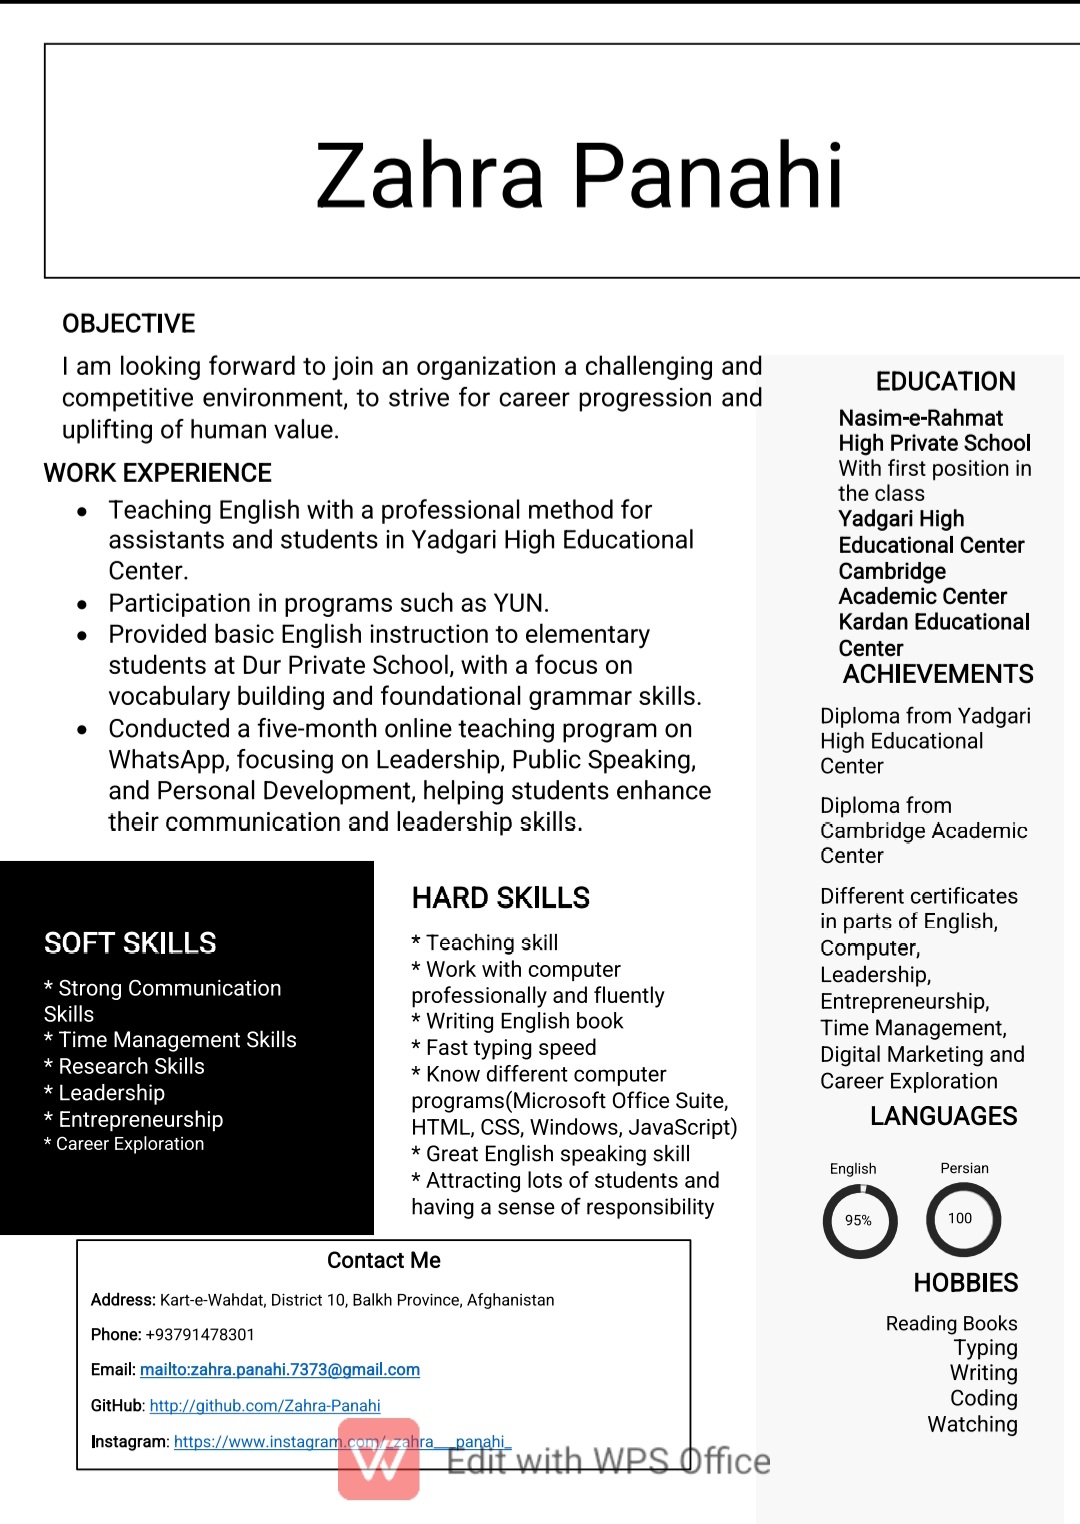 Zahra Panahi
OBJECTIVE
I am looking forward to join an organization a challenging and
competitive environment, to strive for career progression and
uplifting of human value.
WORK EXPERIENCE
• Teaching English with a professional method for
assistants and students in Yadgari High Educational
Center.
• Participation in programs such as YUN.
• Provided basic English instruction to elementary
students at Dur Private School, with a focus on
vocabulary building and foundational grammar skills.
• Conducted a five-month online teaching program on
WhatsApp, focusing on Leadership, Public Speaking,
and Personal Development, helping students enhance
their communication and leadership skills.
SOFT SKILLS
* Strong Communication
Skills
* Time Management Skills
* Research Skills
* Leadership
* Entrepreneurship
* Career Exploration
HARD SKILLS
* Teaching skill
* Work with computer
professionally and fluently
* Writing English book
* Fast typing speed
* Know different computer
programs(Microsoft Office Suite,
HTML, CSS, Windows, JavaScript)
* Great English speaking skill
* Attracting lots of students and
having a sense of responsibility
Contact Me
Address: Kart-e-Wahdat, District 10, Balkh Province, Afghanistan
Phone: +93791478301
Email: mailto:zahra.panahi.7373@gmail.com
GitHub: http://github.com/Zahra-Panahi
Instagram: https://www.instagram.com/_zahra__panahi_
EDUCATION
Nasim-e-Rahmat
High Private School
With first position in
the class
Yadgari High
Educational Center
Cambridge
Academic Center
Kardan Educational
Center
ACHIEVEMENTS
Diploma from Yadgari
High Educational
Center
Diploma from
Cambridge Academic
Center
Different certificates
in parts of English,
Computer,
Leadership,
Entrepreneurship,
Time Management,
Digital Marketing and
Career Exploration
LANGUAGES
English
Persian
95%
100
HOBBIES
Reading Books
Typing
Writing
Coding
Watching
Edit with WPS Office